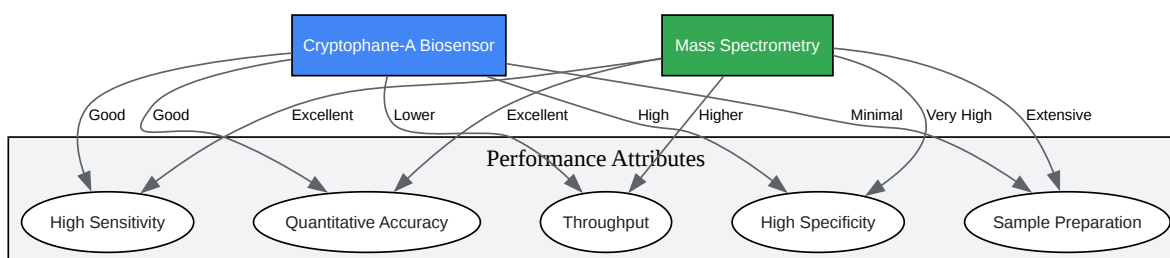 Cryptophane-A Biosensor
Mass Spectrometry
Good
Good
Excellent
Lower
Excellent
High
Higher
Minimal
Very High
Extensive
Performance Attributes
High Sensitivity
Quantitative Accuracy
Throughput
High Specificity
Sample Preparation